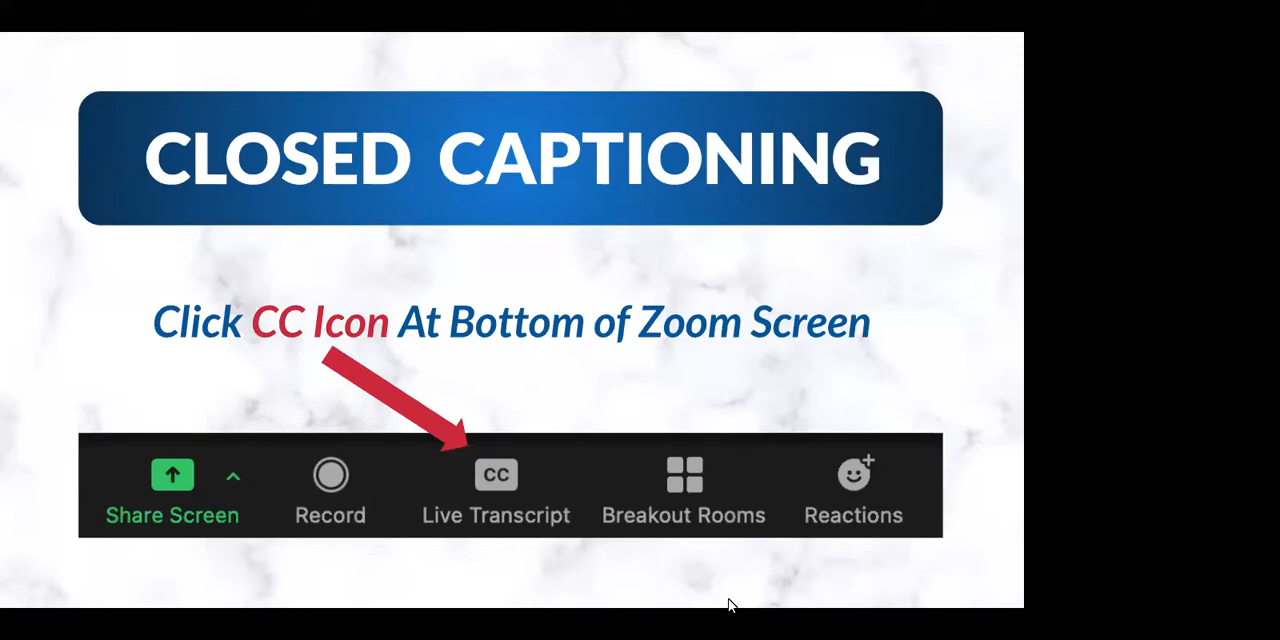 CLOSED CAPTIONING
Click CC Icon At Bottom of Zoom Screen
CC
Share Screen Record Live Transcript Breakout Rooms Reactions